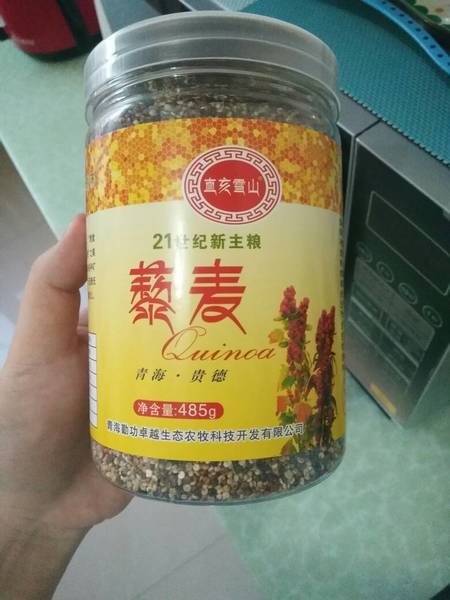 直亥雪山
21世纪新主粮
藜麦
Quinoa
青海·贵德
净含量:485g
青海勤功卓越生态农牧科技开发有限公司